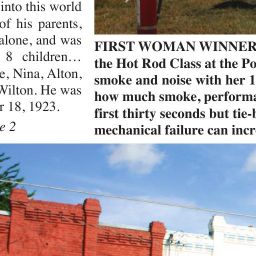 into this world
of his parents,
alone, and was
8 children…
e, Nina, Alton,
Wilton. He was
r 18, 1923.
e 2
FIRST WOMAN WINNER
the Hot Rod Class at the Po
smoke and noise with her 1
how much smoke, performa
first thirty seconds but tie-b
mechanical failure can incr